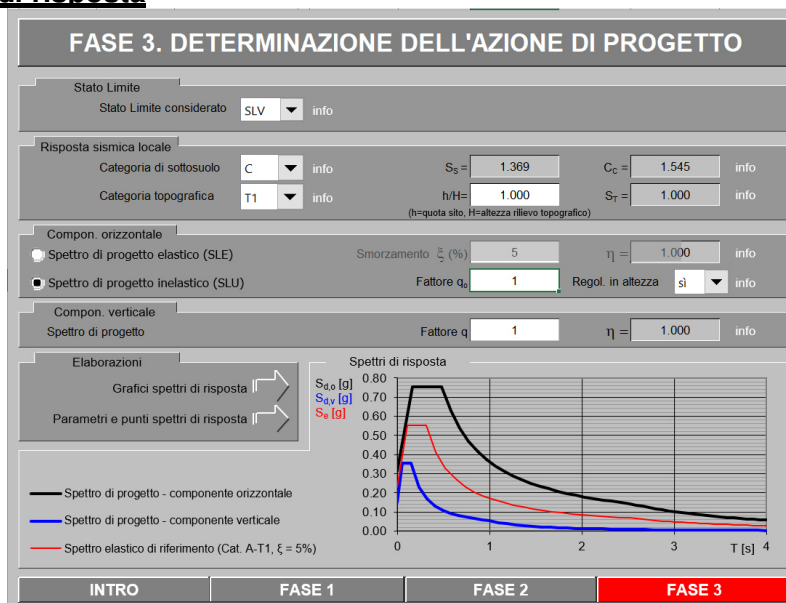 di risposta
FASE 3. DETERMINAZIONE DELL'AZIONE DI PROGETTO
Stato Limite
Stato Limite considerato SLV info
Risposta sismica locale
Categoria di sottosuolo C info SS = 1.369 CC = 1.545 info
Categoria topografica T1 info h/H= 1.000 ST = 1.000 info
(h=quota sito, H=altezza rilievo topografico)
Compon. orizzontale
Spettro di progetto elastico (SLE) Smorzamento ξ (%) 5 η = 1.000 info
Spettro di progetto inelastico (SLU) Fattore qo 1 Regol. in altezza sì info
Compon. verticale
Spettro di progetto Fattore q 1 η = 1.000 info
Elaborazioni
Grafici spettri di risposta
Parametri e punti spettri di risposta
Spettri di risposta
Sd,o [g]
Sd,v [g]
Se [g]
0.80
0.70
0.60
0.50
0.40
0.30
0.20
0.10
0.00
0 1 2 3 T [s] 4
Spettro di progetto - componente orizzontale
Spettro di progetto - componente verticale
Spettro elastico di riferimento (Cat. A-T1, ξ = 5%)
INTRO FASE 1 FASE 2 FASE 3